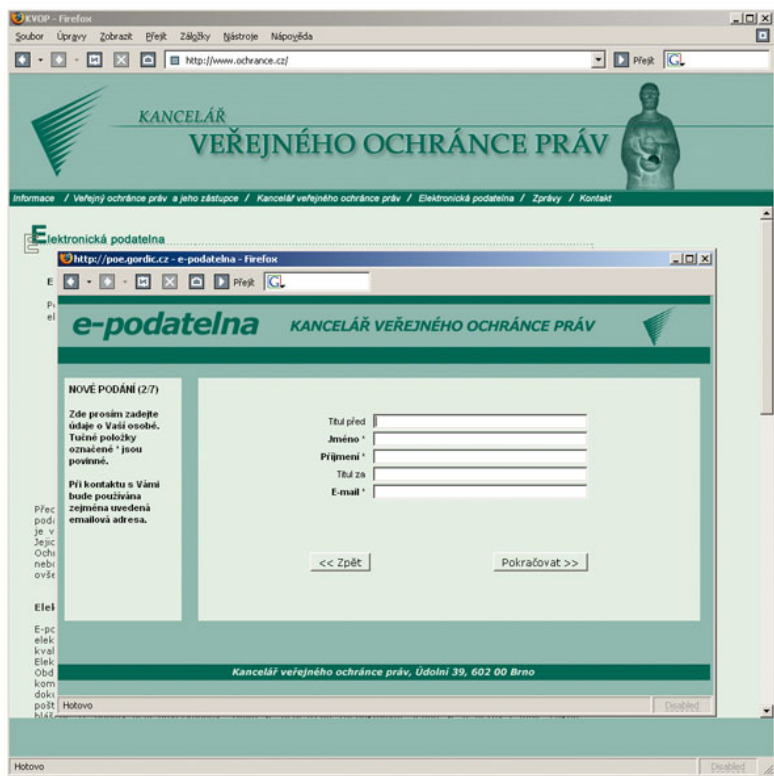 KVOP - Firefox
Soubor Úpravy Zobrazit Přejít Záložky Nástroje Nápověda
http://www.ochrance.cz/ Přejít G
KANCELÁŘ
VEŘEJNÉHO OCHRÁNCE PRÁV
Informace / Veřejný ochránce práv a jeho zástupce / Kancelář veřejného ochránce práv / Elektronická podatelna / Zprávy / Kontakt
Elektronická podatelna
http://poe.gordic.cz - e-podatelna - Firefox
Přejít G
e-podatelna KANCELÁŘ VEŘEJNÉHO OCHRÁNCE PRÁV
NOVÉ PODÁNÍ (2/7)
Zde prosím zadejte
údaje o Vaší osobě.
Tučné položky
označené * jsou
povinné.
Při kontaktu s Vámi
bude používána
zejména uvedená
emailová adresa.
Titul před
Jméno *
Příjmení *
Titul za
E-mail *
<< Zpět Pokračovat >>
Kancelář veřejného ochránce práv, Údolní 39, 602 00 Brno
Hotovo Disabled
Hotovo Disabled